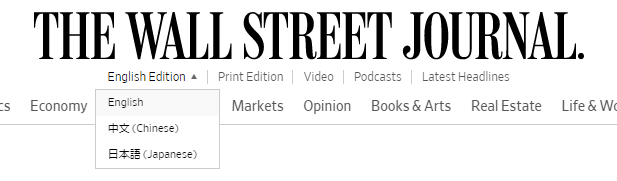 THE WALL STREET JOURNAL.
English Edition ▲ | Print Edition | Video | Podcasts | Latest Headlines
Economy Markets Opinion Books & Arts Real Estate Life &
English
中文 (Chinese)
日本語 (Japanese)